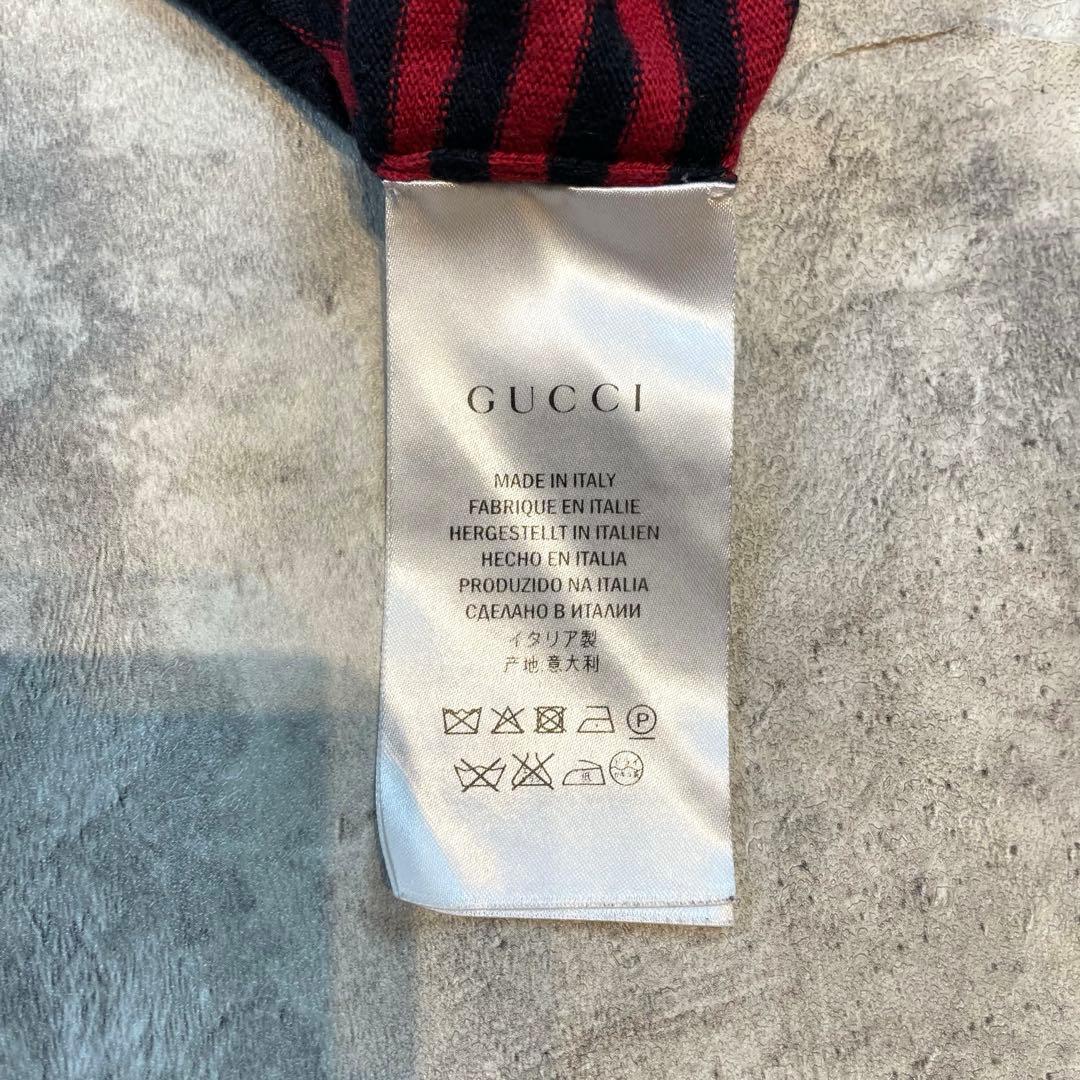 GUCCI
MADE IN ITALY
FABRIQUE EN ITALIE
HERGESTELLT IN ITALIEN
HECHO EN ITALIA
PRODUZIDO NA ITALIA
СДЕЛАНО В ИТАЛИИ
イタリア製
产地 意大利
P